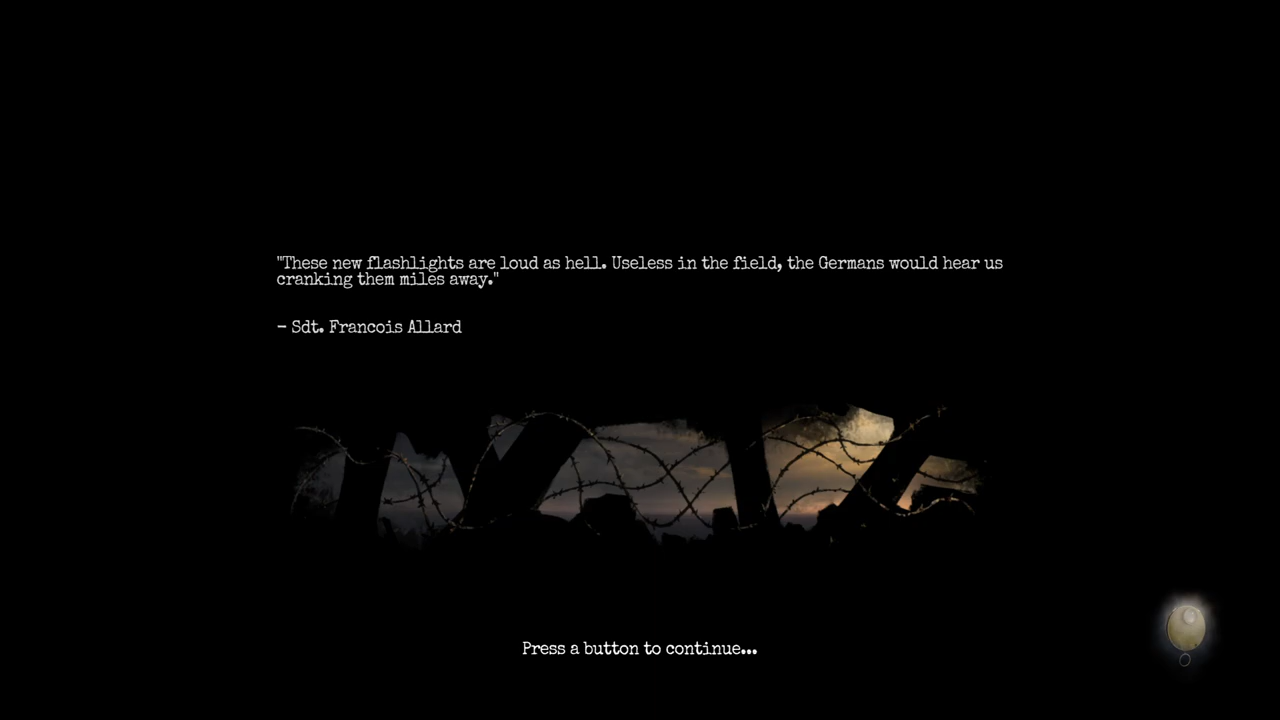 "These new flashlights are loud as hell. Useless in the field, the Germans would hear us
cranking them miles away."
- Sdt. Francois Allard
Press a button to continue...